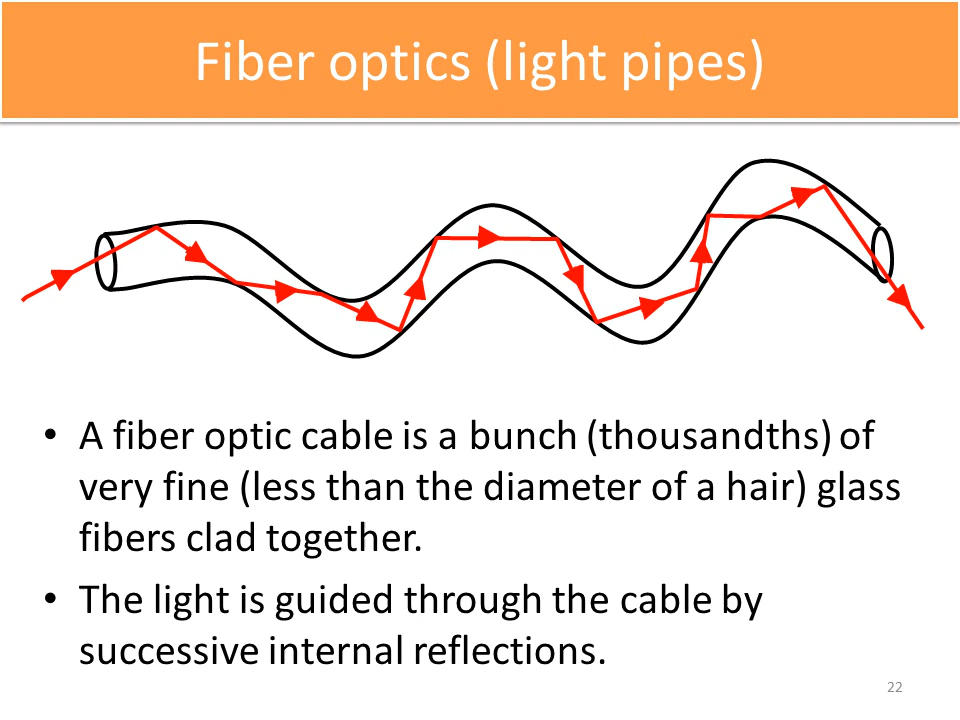 Fiber optics (light pipes)
• A fiber optic cable is a bunch (thousandths) of
very fine (less than the diameter of a hair) glass
fibers clad together.
• The light is guided through the cable by
successive internal reflections.
22